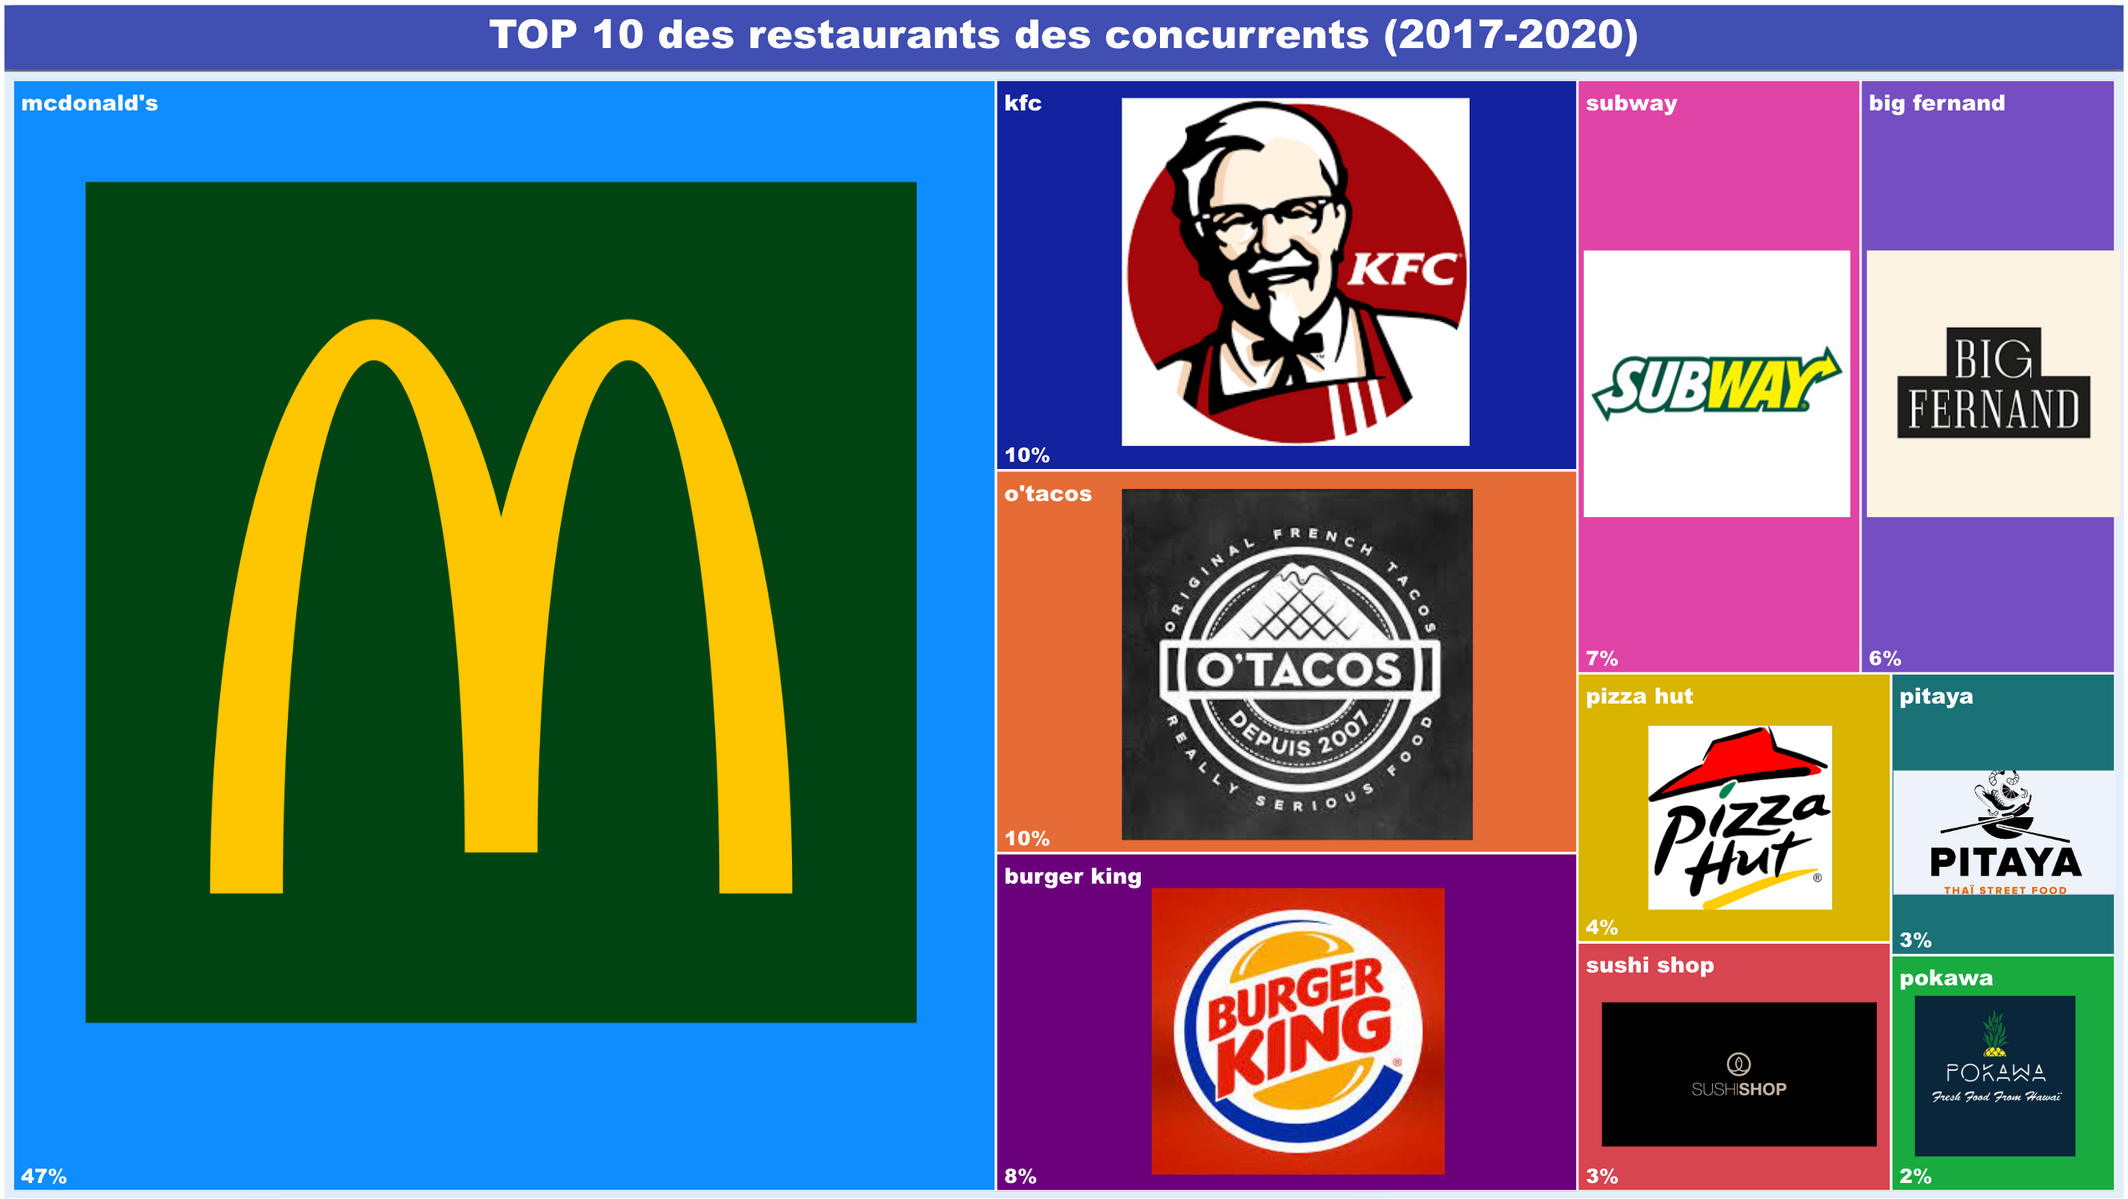 TOP 10 des restaurants des concurrents (2017-2020)
mcdonald's
47%
kfc
KFC
10%
o'tacos
ORIGINAL FRENCH TACOS
O'TACOS
DEPUIS 2007
REALLY SERIOUS FOOD
10%
burger king
BURGER
KING
®
8%
subway
SUBWAY
7%
big fernand
BIG
FERNAND
6%
pizza hut
Pizza
Hut
®
4%
pitaya
PITAYA
THAÏ STREET FOOD
3%
sushi shop
SUSHISHOP
3%
pokawa
POKAWA
Fresh Food From Hawaï
2%